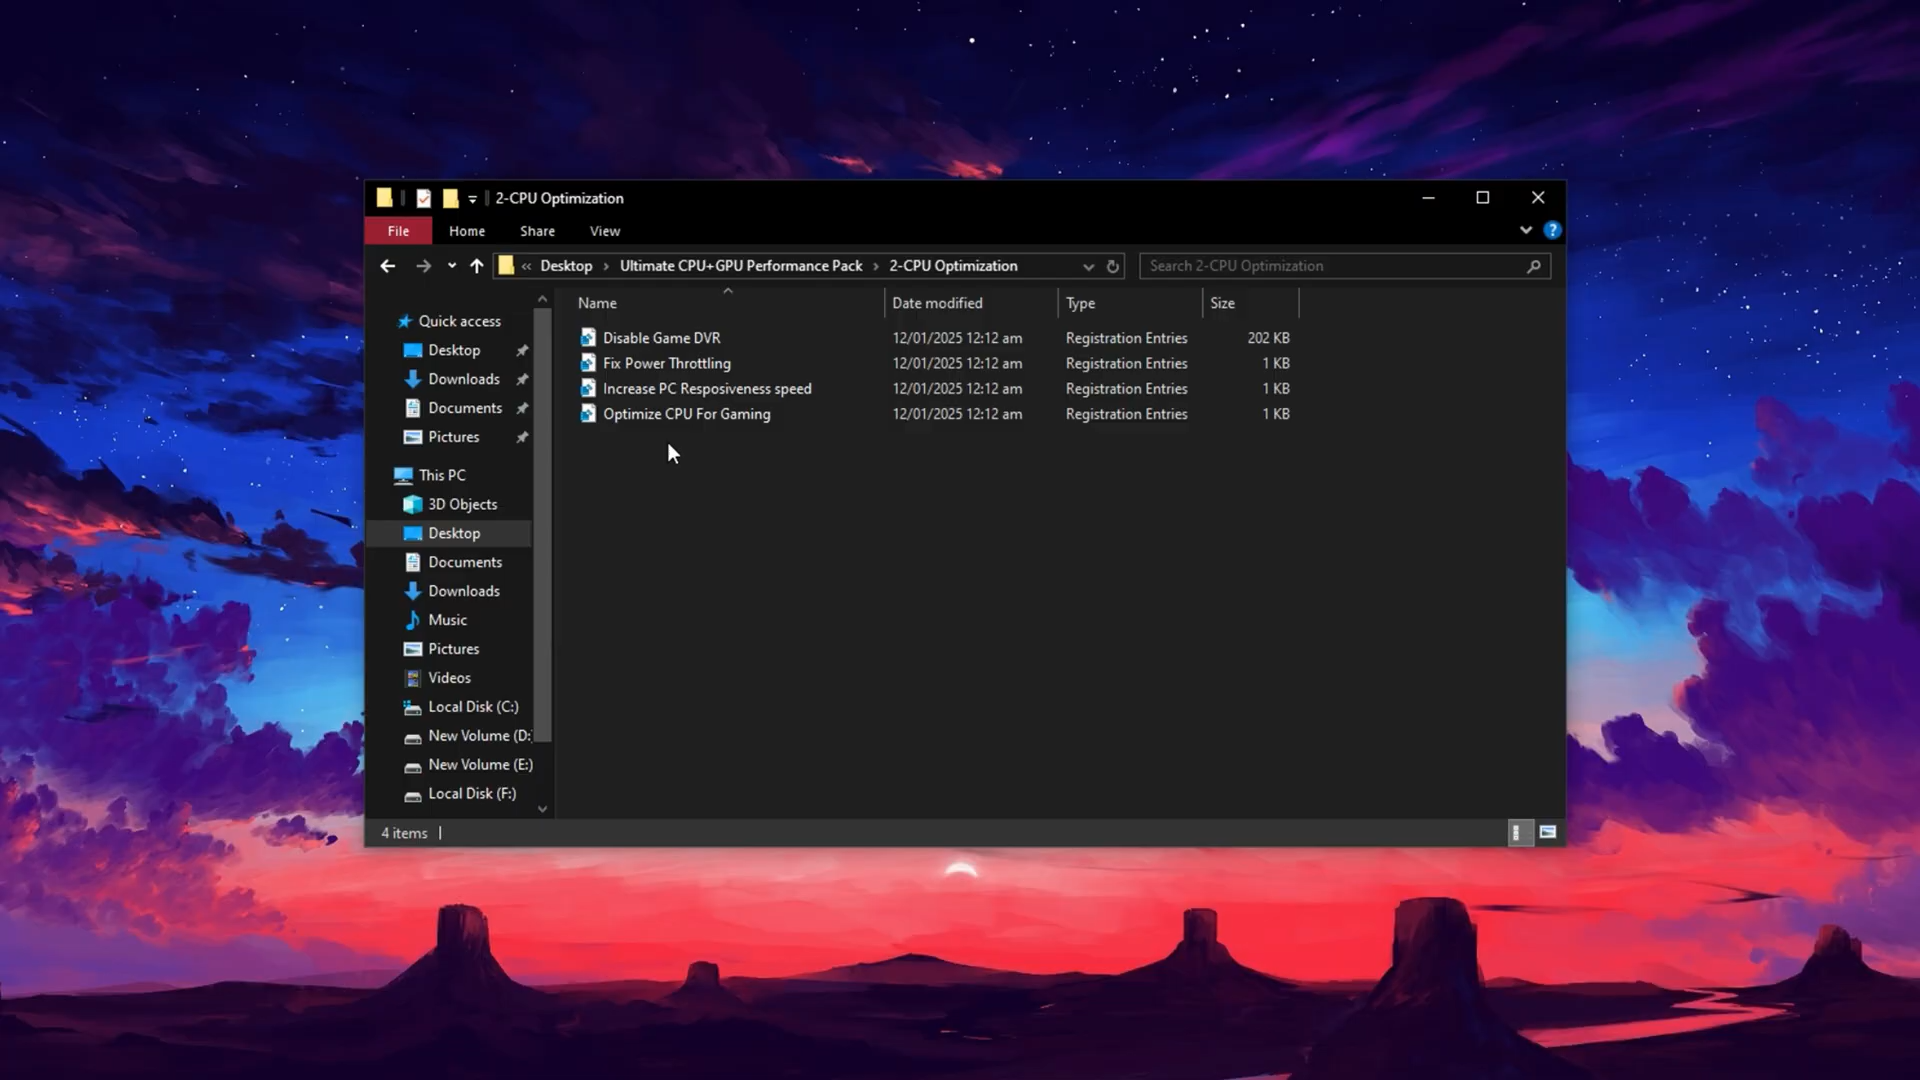 2-CPU Optimization
File Home Share View
?
« Desktop › Ultimate CPU+GPU Performance Pack › 2-CPU Optimization Search 2-CPU Optimization
Name Date modified Type Size
Disable Game DVR 12/01/2025 12:12 am Registration Entries 202 KB
Fix Power Throttling 12/01/2025 12:12 am Registration Entries 1 KB
Increase PC Resposiveness speed 12/01/2025 12:12 am Registration Entries 1 KB
Optimize CPU For Gaming 12/01/2025 12:12 am Registration Entries 1 KB
Quick access
Desktop
Downloads
Documents
Pictures
This PC
3D Objects
Desktop
Documents
Downloads
Music
Pictures
Videos
Local Disk (C:)
New Volume (D:
New Volume (E:)
Local Disk (F:)
4 items